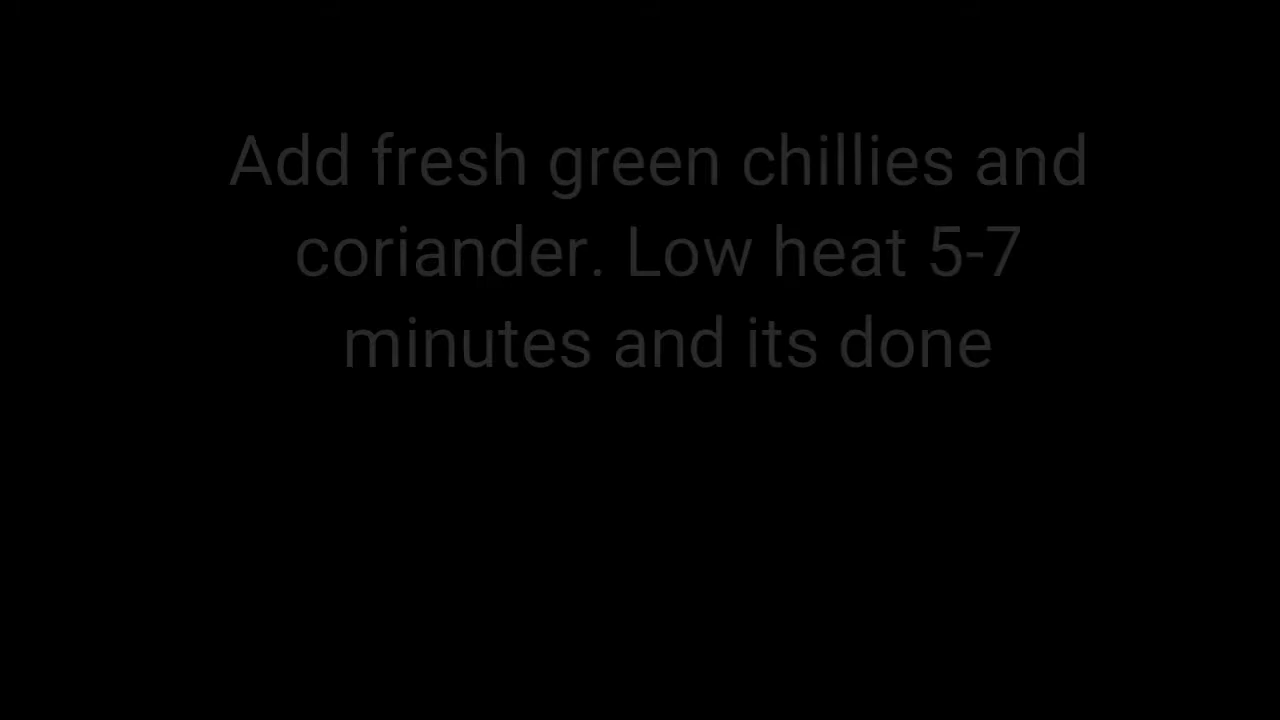 Add fresh green chillies and
coriander. Low heat 5-7
minutes and its done